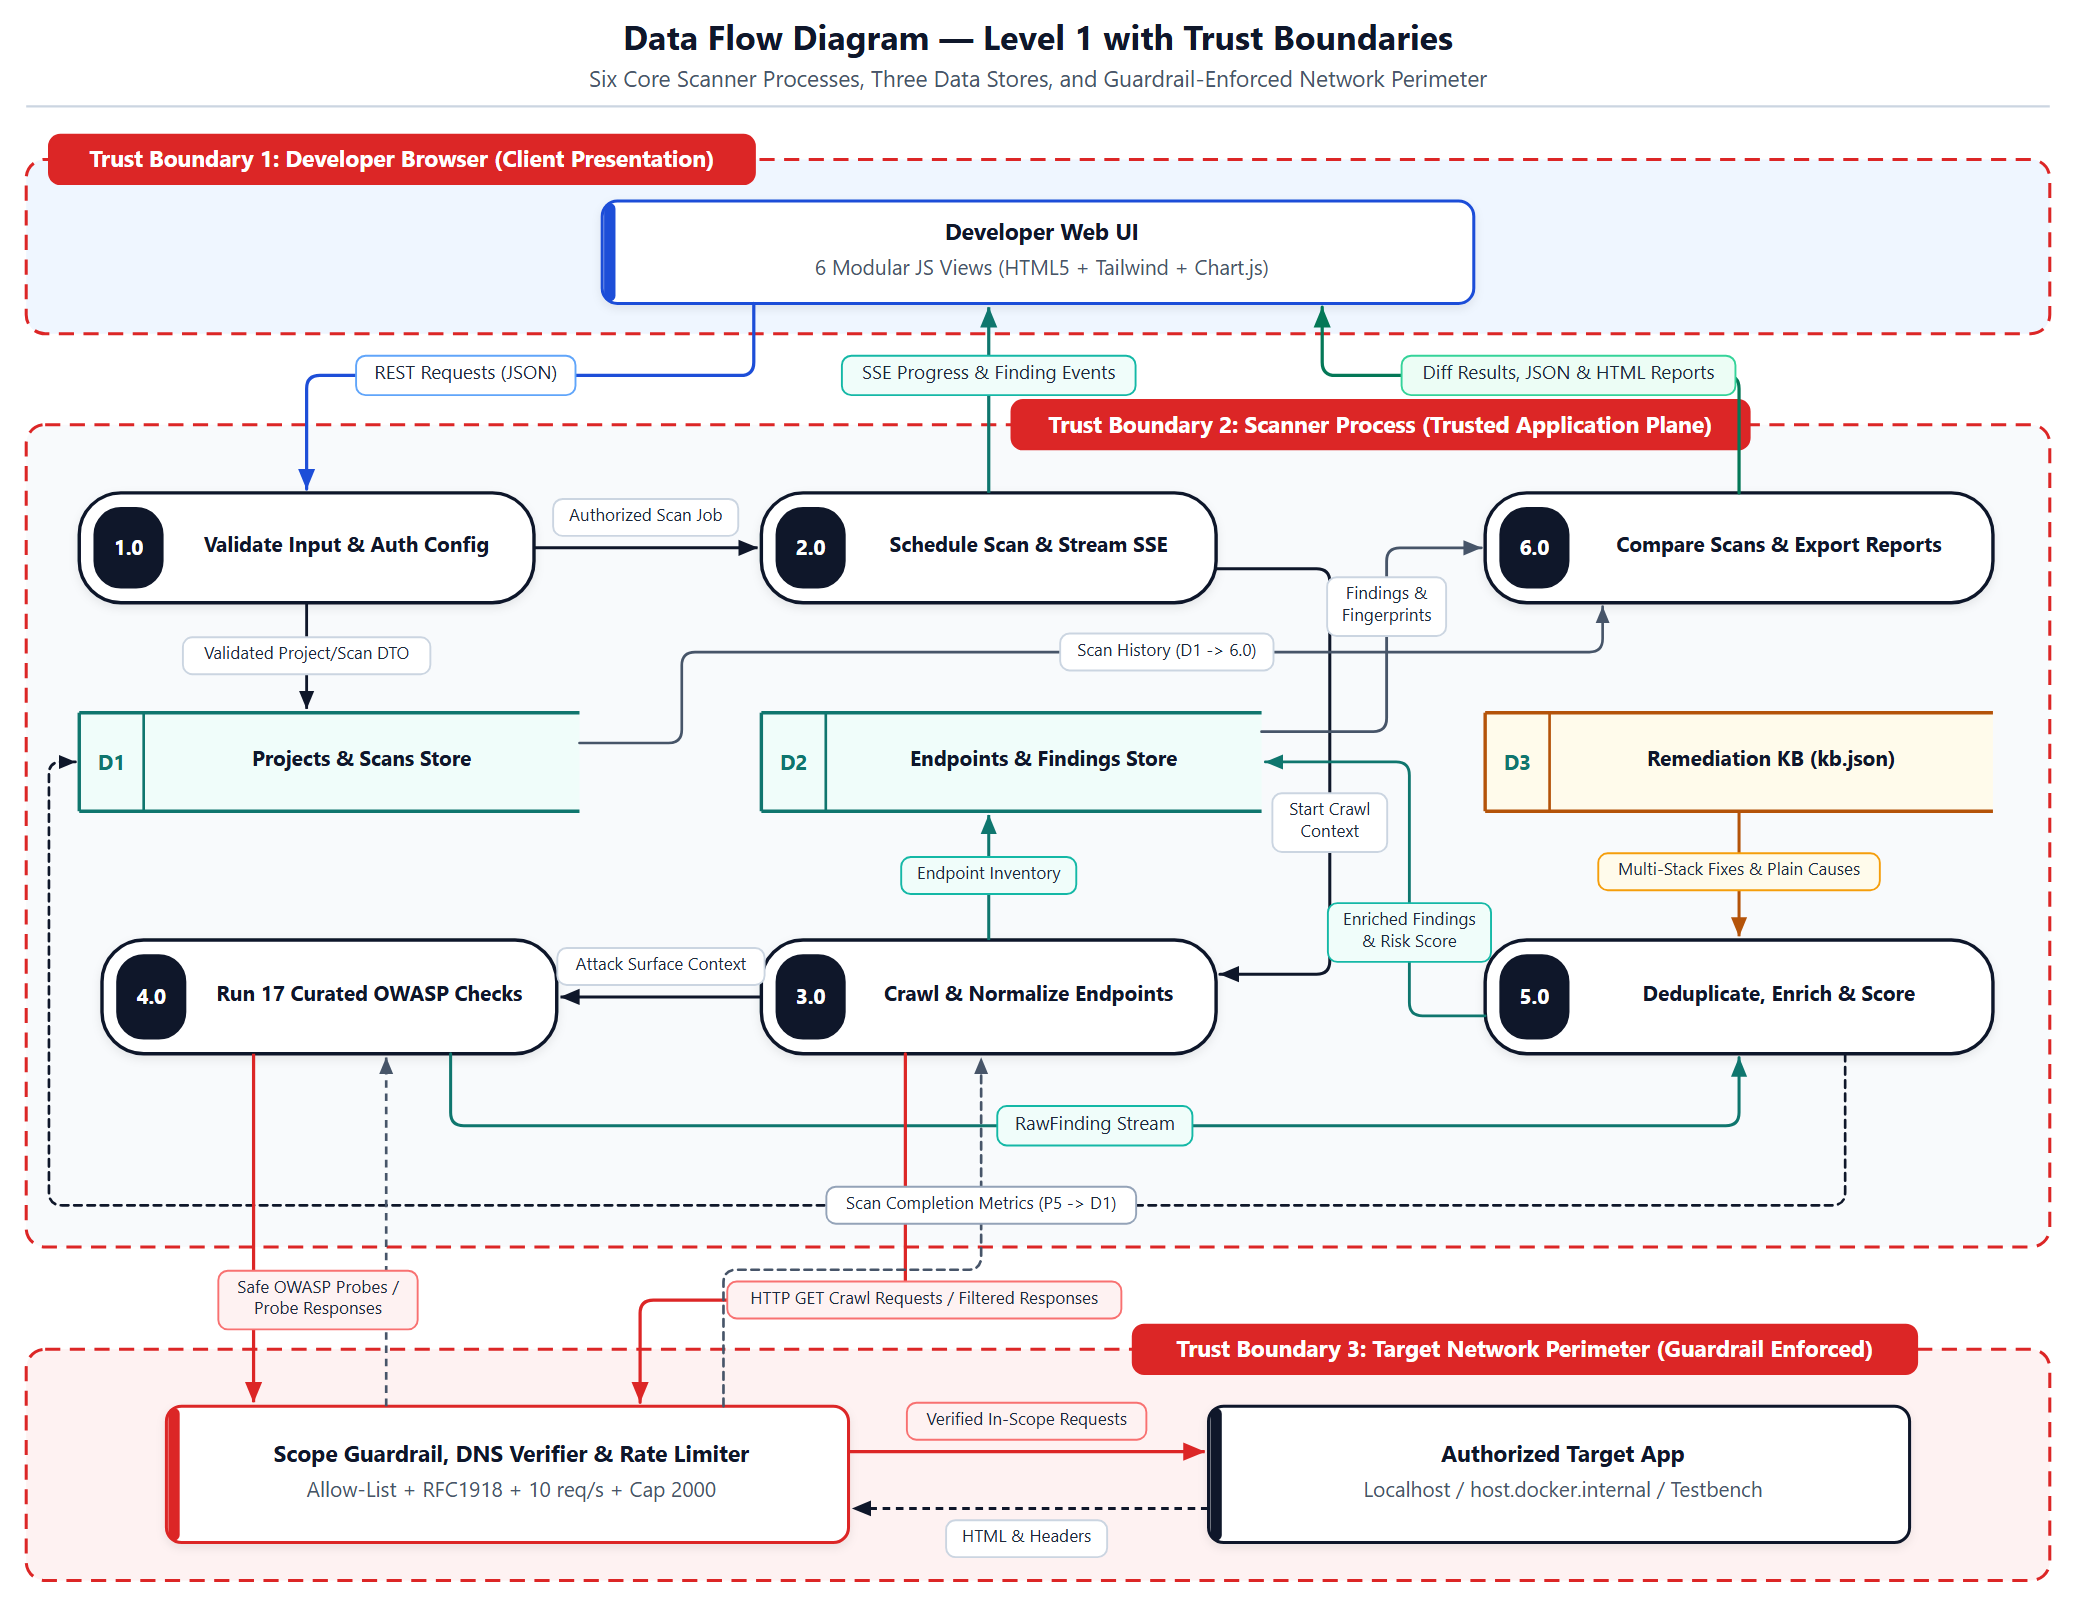 Data Flow Diagram — Level 1 with Trust Boundaries
Six Core Scanner Processes, Three Data Stores, and Guardrail-Enforced Network Perimeter
Trust Boundary 1: Developer Browser (Client Presentation)
Developer Web UI
6 Modular JS Views (HTML5 + Tailwind + Chart.js)
REST Requests (JSON)
SSE Progress & Finding Events
Diff Results, JSON & HTML Reports
Trust Boundary 2: Scanner Process (Trusted Application Plane)
1.0
Validate Input & Auth Config
Authorized Scan Job
2.0
Schedule Scan & Stream SSE
6.0
Compare Scans & Export Reports
Findings &
Fingerprints
Validated Project/Scan DTO
Scan History (D1 -> 6.0)
D1
Projects & Scans Store
D2
Endpoints & Findings Store
D3
Remediation KB (kb.json)
Start Crawl
Context
Endpoint Inventory
Multi-Stack Fixes & Plain Causes
Enriched Findings
& Risk Score
4.0
Run 17 Curated OWASP Checks
Attack Surface Context
3.0
Crawl & Normalize Endpoints
5.0
Deduplicate, Enrich & Score
RawFinding Stream
Scan Completion Metrics (P5 -> D1)
Safe OWASP Probes /
Probe Responses
HTTP GET Crawl Requests / Filtered Responses
Trust Boundary 3: Target Network Perimeter (Guardrail Enforced)
Scope Guardrail, DNS Verifier & Rate Limiter
Allow-List + RFC1918 + 10 req/s + Cap 2000
Verified In-Scope Requests
HTML & Headers
Authorized Target App
Localhost / host.docker.internal / Testbench